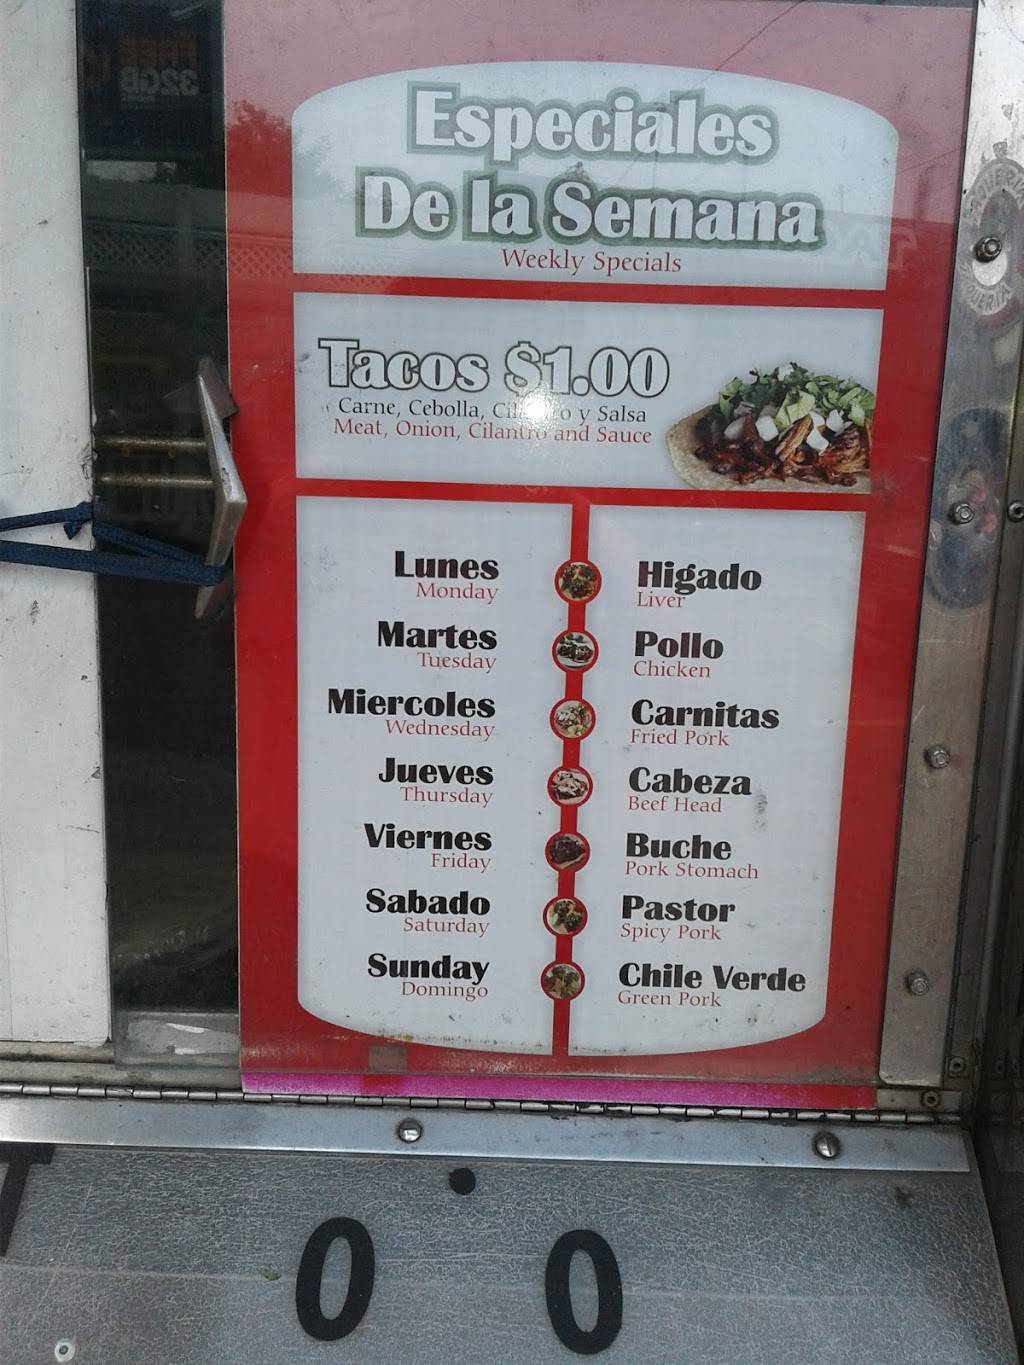 Especiales
De la Semana
Weekly Specials
Tacos $1.00
Carne, Cebolla, Cilantro y Salsa
Meat, Onion, Cilantro and Sauce
Lunes
Monday
Higado
Liver
Martes
Tuesday
Pollo
Chicken
Miercoles
Wednesday
Carnitas
Fried Pork
Jueves
Thursday
Cabeza
Beef Head
Viernes
Friday
Buche
Pork Stomach
Sabado
Saturday
Pastor
Spicy Pork
Sunday
Domingo
Chile Verde
Green Pork
32GB
T
0 0